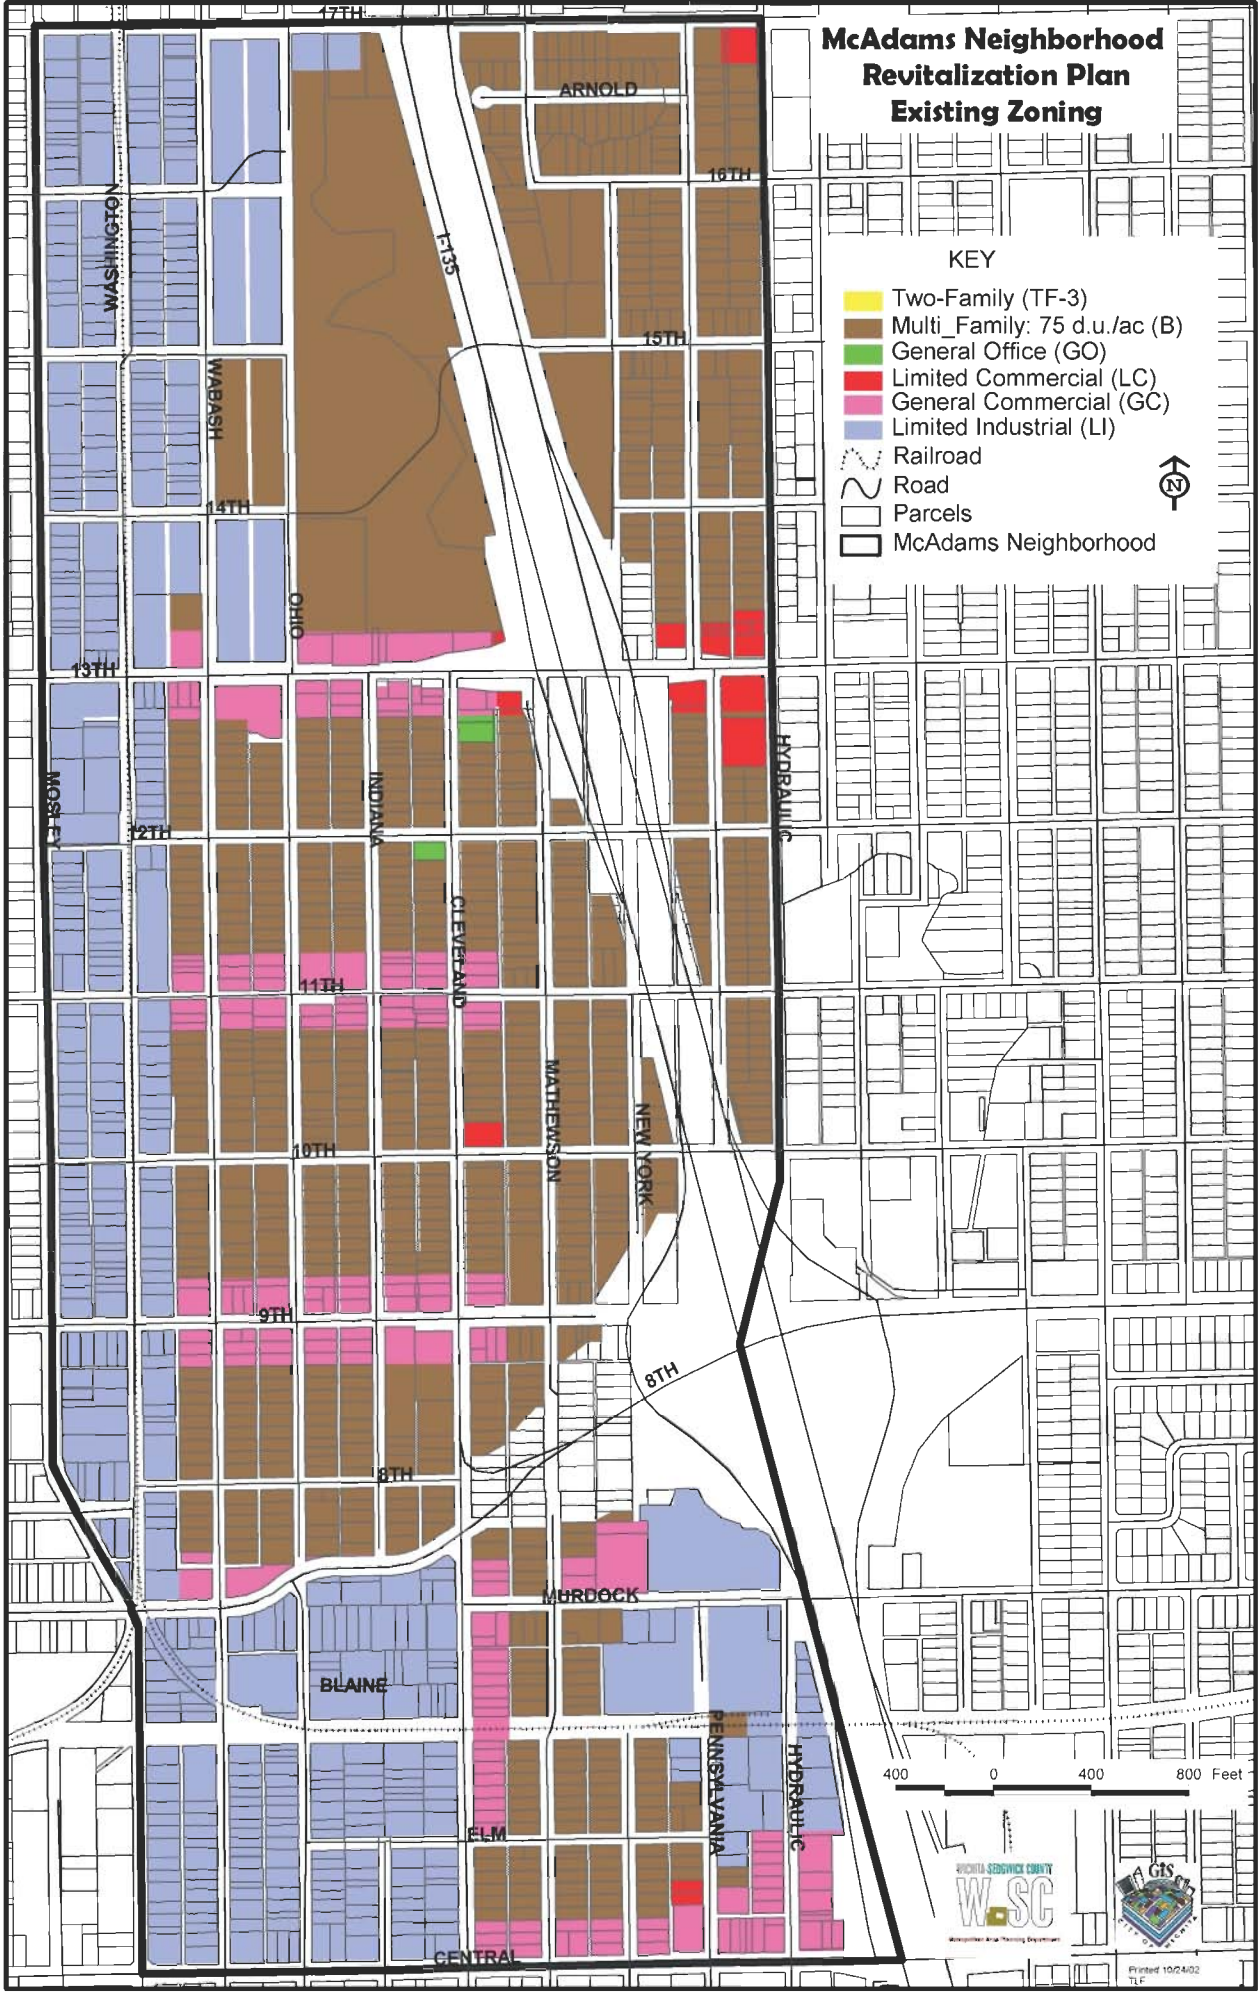 17TH
McAdams Neighborhood
Revitalization Plan
Existing Zoning
ARNOLD
16TH
WASHINGTON
I-135
KEY
Two-Family (TF-3)
Multi_Family: 75 d.u./ac (B)
General Office (GO)
Limited Commercial (LC)
General Commercial (GC)
Limited Industrial (LI)
Railroad
Road
Parcels
McAdams Neighborhood
N
15TH
WABASH
14TH
OHIO
13TH
MOSLEY
INDIANA
HYDRAULIC
12TH
CLEVELAND
11TH
MATHEWSON
NEW YORK
10TH
9TH
8TH
8TH
MURDOCK
BLAINE
PENNSYLVANIA
HYDRAULIC
400 0 400 800 Feet
ELM
CENTRAL
WICHITA-SEDGWICK COUNTY
W SC
Metropolitan Area Planning Department
GIS
CITY OF WICHITA
Printed 10/24/02
TLF